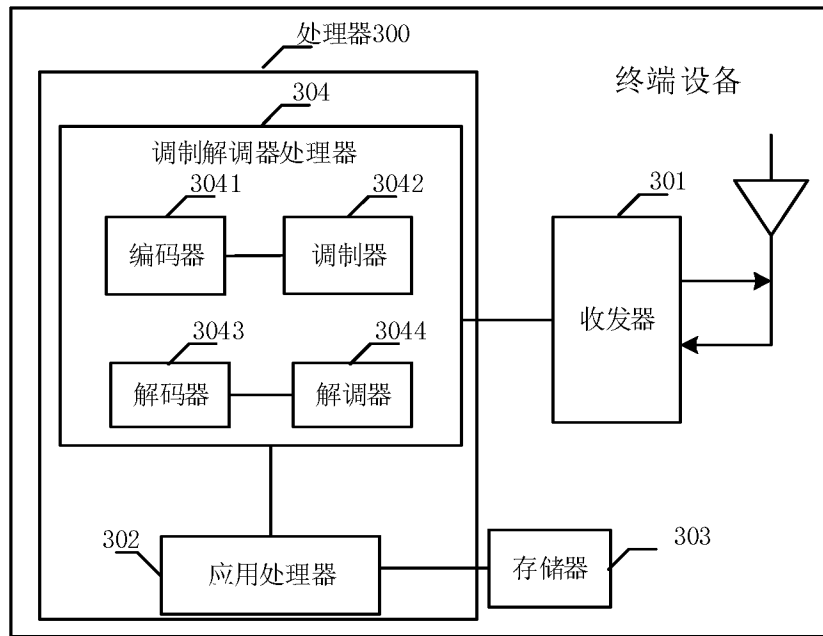 处理器300
终端设备
304
调制解调器处理器
3041
3042
301
编码器
调制器
收发器
3043
3044
解码器
解调器
302
303
应用处理器
存储器